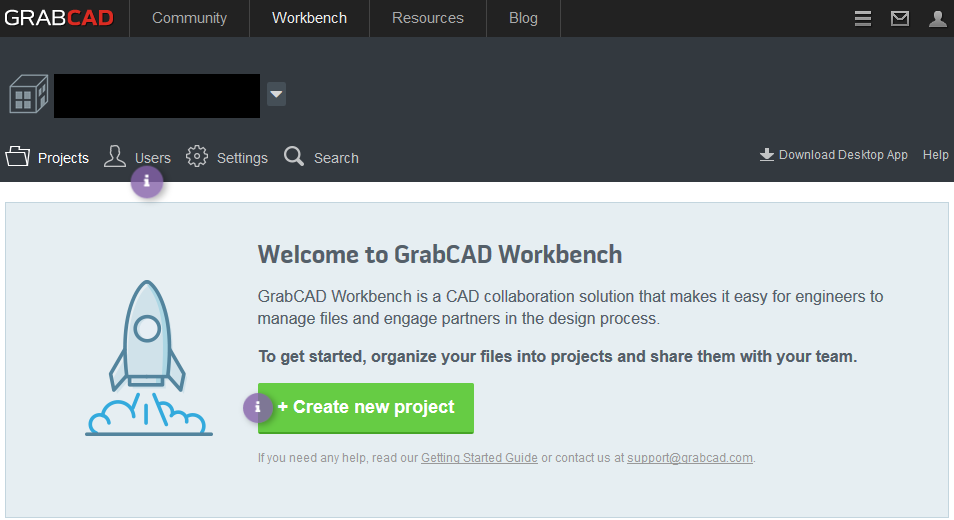 GRABCAD Community Workbench Resources Blog
Projects Users Settings Search Download Desktop App Help
i
Welcome to GrabCAD Workbench
GrabCAD Workbench is a CAD collaboration solution that makes it easy for engineers to
manage files and engage partners in the design process.
To get started, organize your files into projects and share them with your team.
i + Create new project
If you need any help, read our Getting Started Guide or contact us at support@grabcad.com.